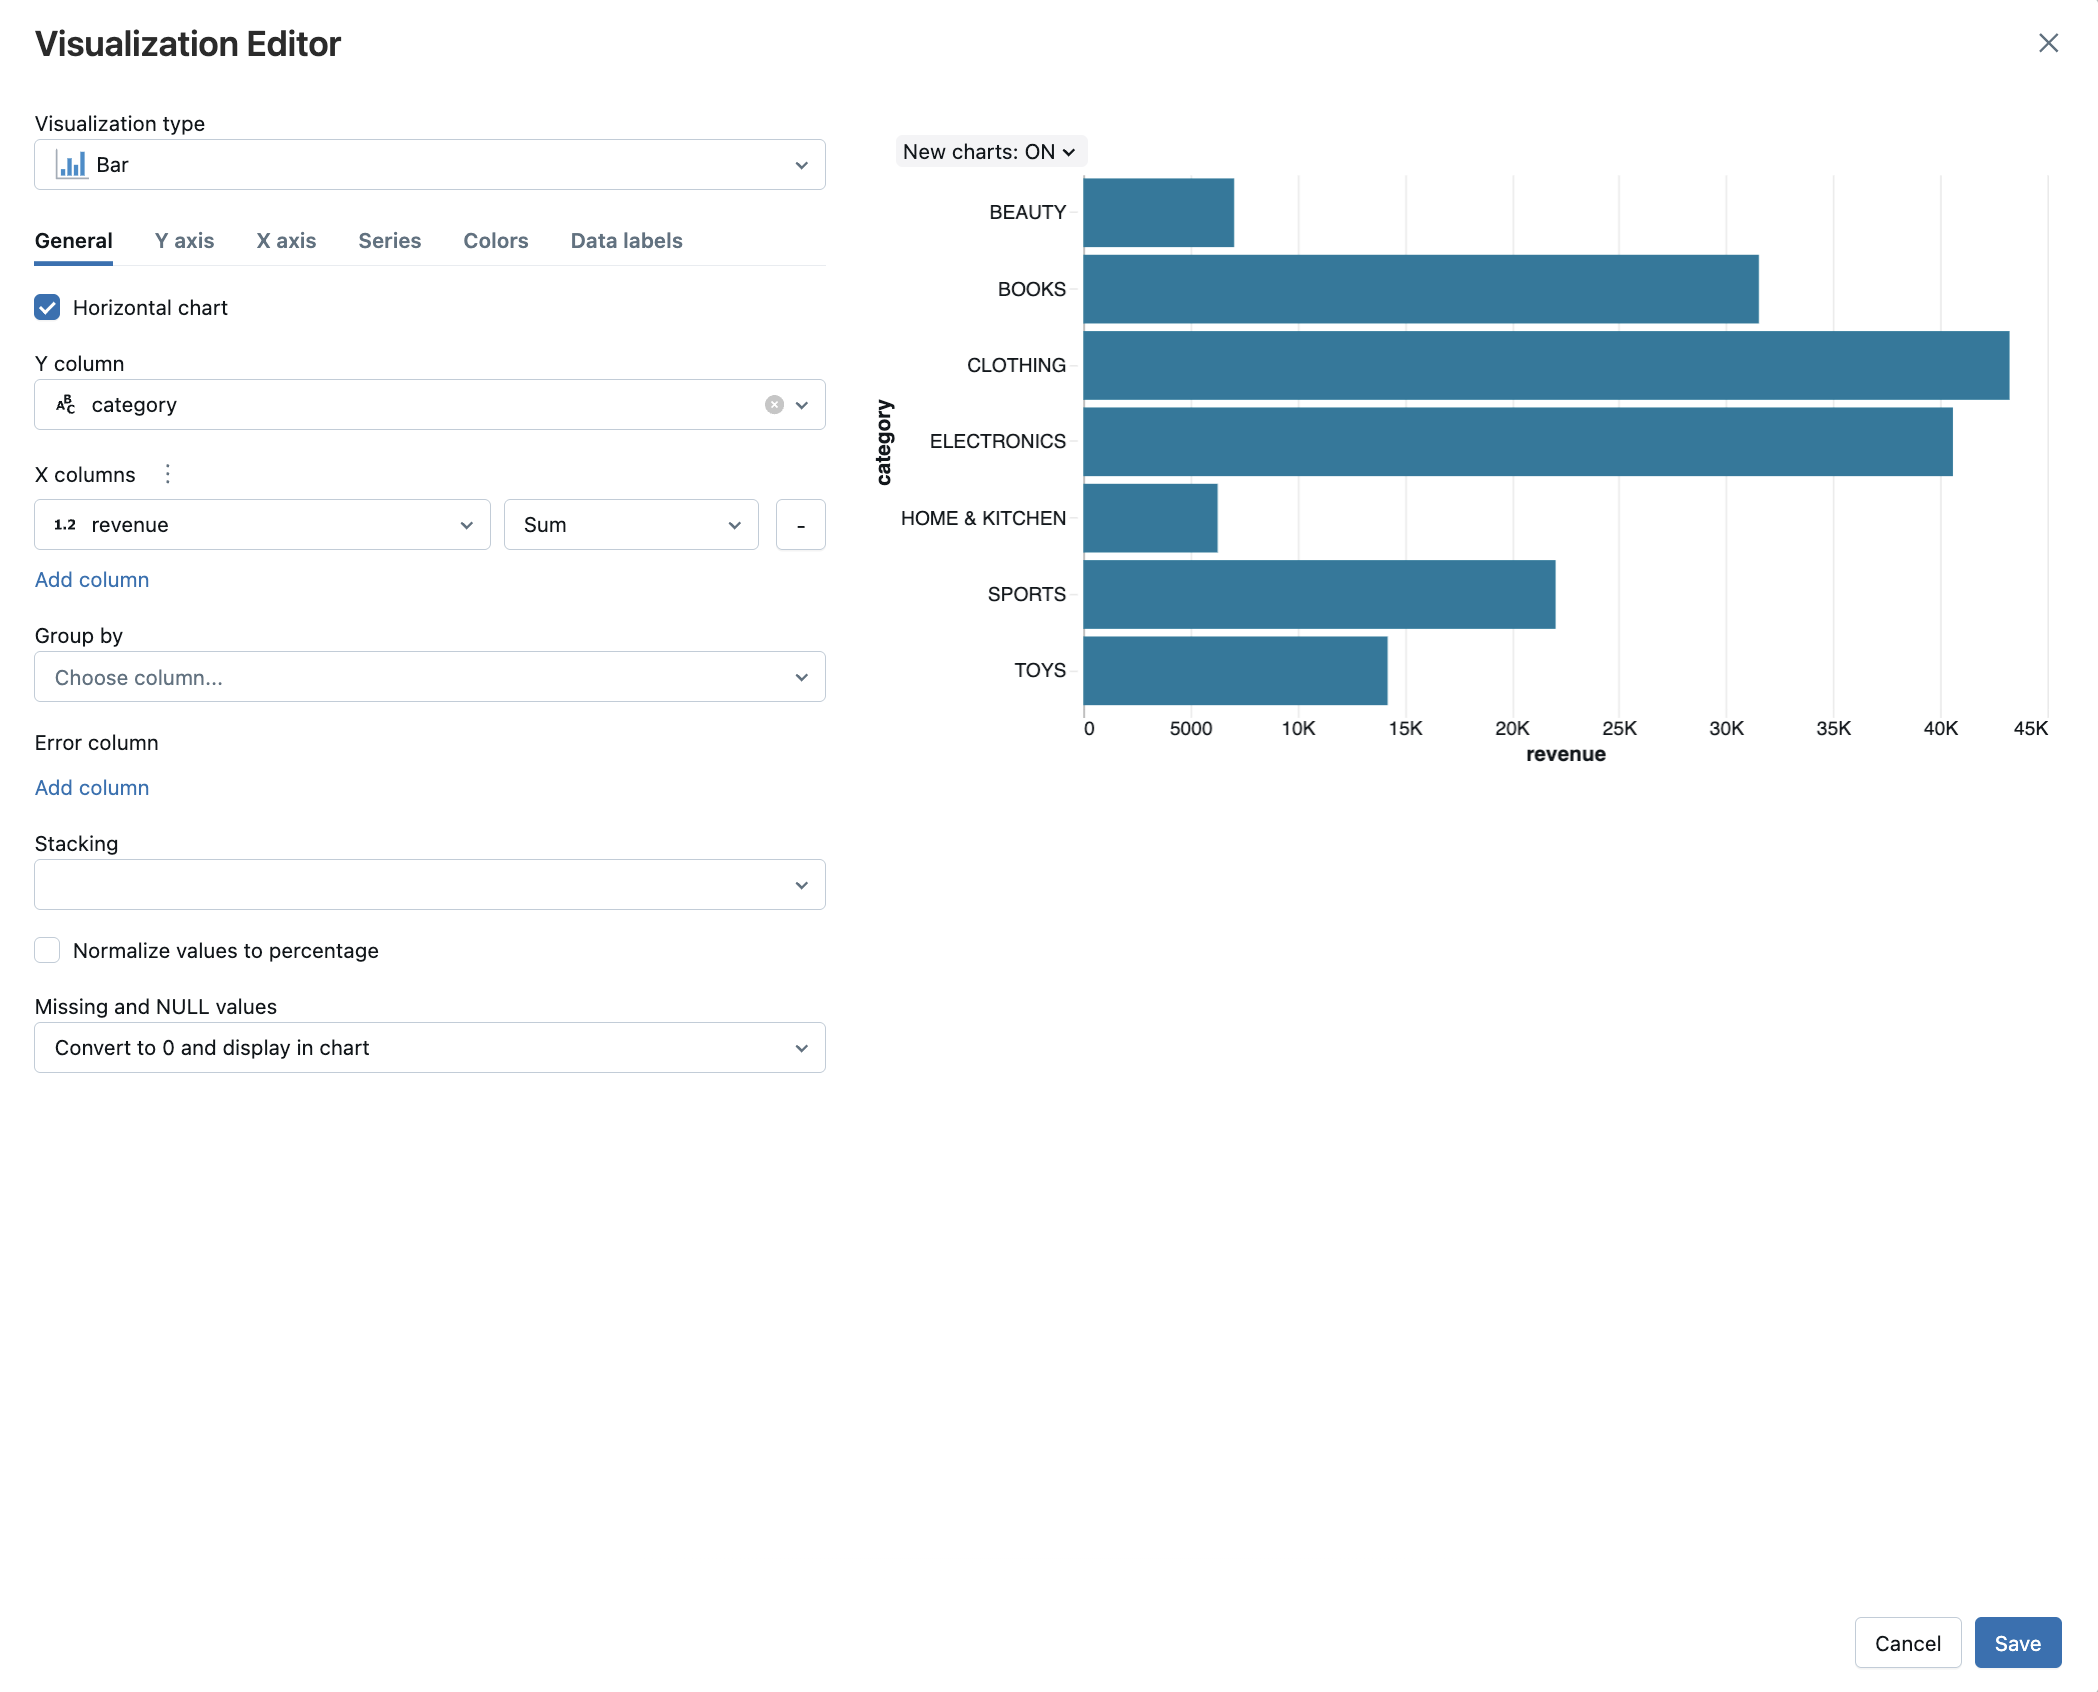 Visualization Editor
Visualization type
Bar
General Y axis X axis Series Colors Data labels
Horizontal chart
Y column
ABC category
X columns
1.2 revenue Sum -
Add column
Group by
Choose column...
Error column
Add column
Stacking
Normalize values to percentage
Missing and NULL values
Convert to 0 and display in chart
New charts: ON
category
BEAUTY
BOOKS
CLOTHING
ELECTRONICS
HOME & KITCHEN
SPORTS
TOYS
0 5000 10K 15K 20K 25K 30K 35K 40K 45K
revenue
Cancel Save